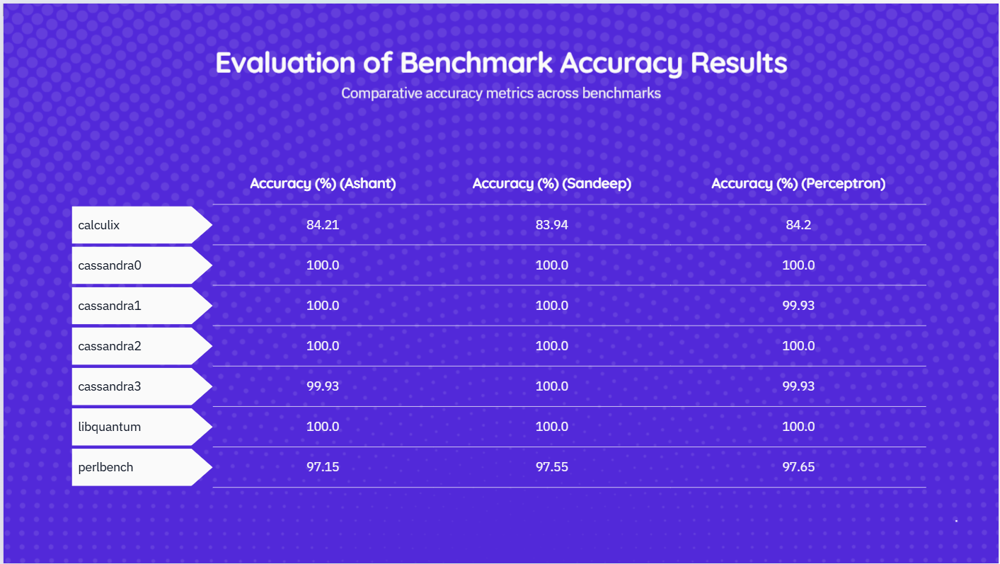 Evaluation of Benchmark Accuracy Results
Comparative accuracy metrics across benchmarks
Accuracy (%) (Ashant) Accuracy (%) (Sandeep) Accuracy (%) (Perceptron)
calculix 84.21 83.94 84.2
cassandra0 100.0 100.0 100.0
cassandra1 100.0 100.0 99.93
cassandra2 100.0 100.0 100.0
cassandra3 99.93 100.0 99.93
libquantum 100.0 100.0 100.0
perlbench 97.15 97.55 97.65
.